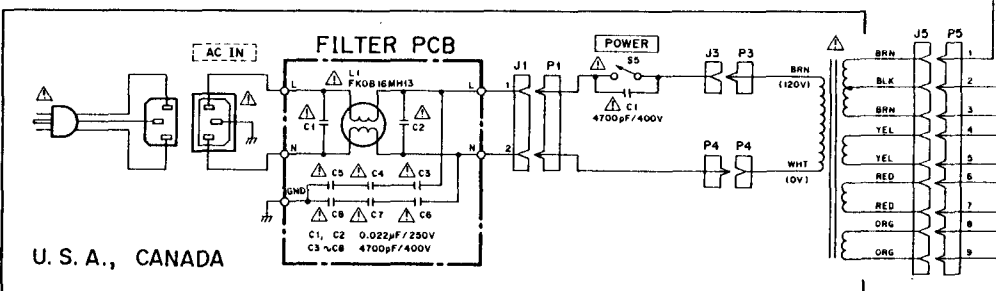 AC IN
FILTER PCB
L1
FKOB16MH13
L
L
C1
C2
N
N
GND
C5 C4 C3
C8 C7 C6
C1, C2 0.022µF/250V
C3 ~C8 4700pF/400V
U.S.A., CANADA
J1 P1
1
2
POWER
S5
C1
4700pF/400V
J3 P3
BRN
(120V)
P4 P4
WHT
(0V)
J5 P5
BRN 1
BLK 2
BRN 3
YEL 4
YEL 5
RED 6
RED 7
ORG 8
ORG 9